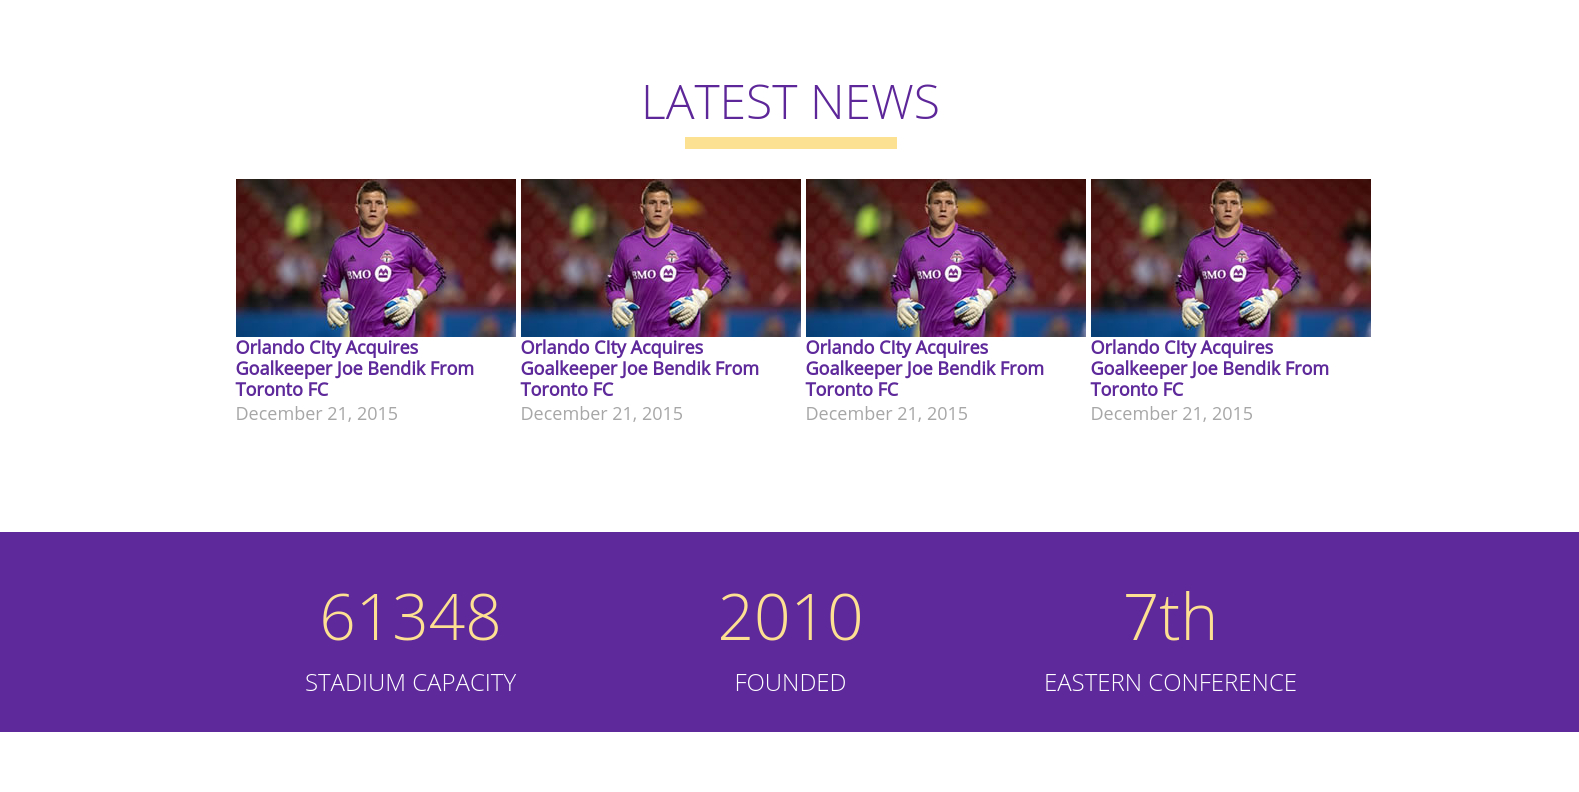 LATEST NEWS
BMO
BMO
BMO
BMO
Orlando CIty Acquires
Goalkeeper Joe Bendik From
Toronto FC
December 21, 2015
Orlando CIty Acquires
Goalkeeper Joe Bendik From
Toronto FC
December 21, 2015
Orlando CIty Acquires
Goalkeeper Joe Bendik From
Toronto FC
December 21, 2015
Orlando CIty Acquires
Goalkeeper Joe Bendik From
Toronto FC
December 21, 2015
61348
STADIUM CAPACITY
2010
FOUNDED
7th
EASTERN CONFERENCE